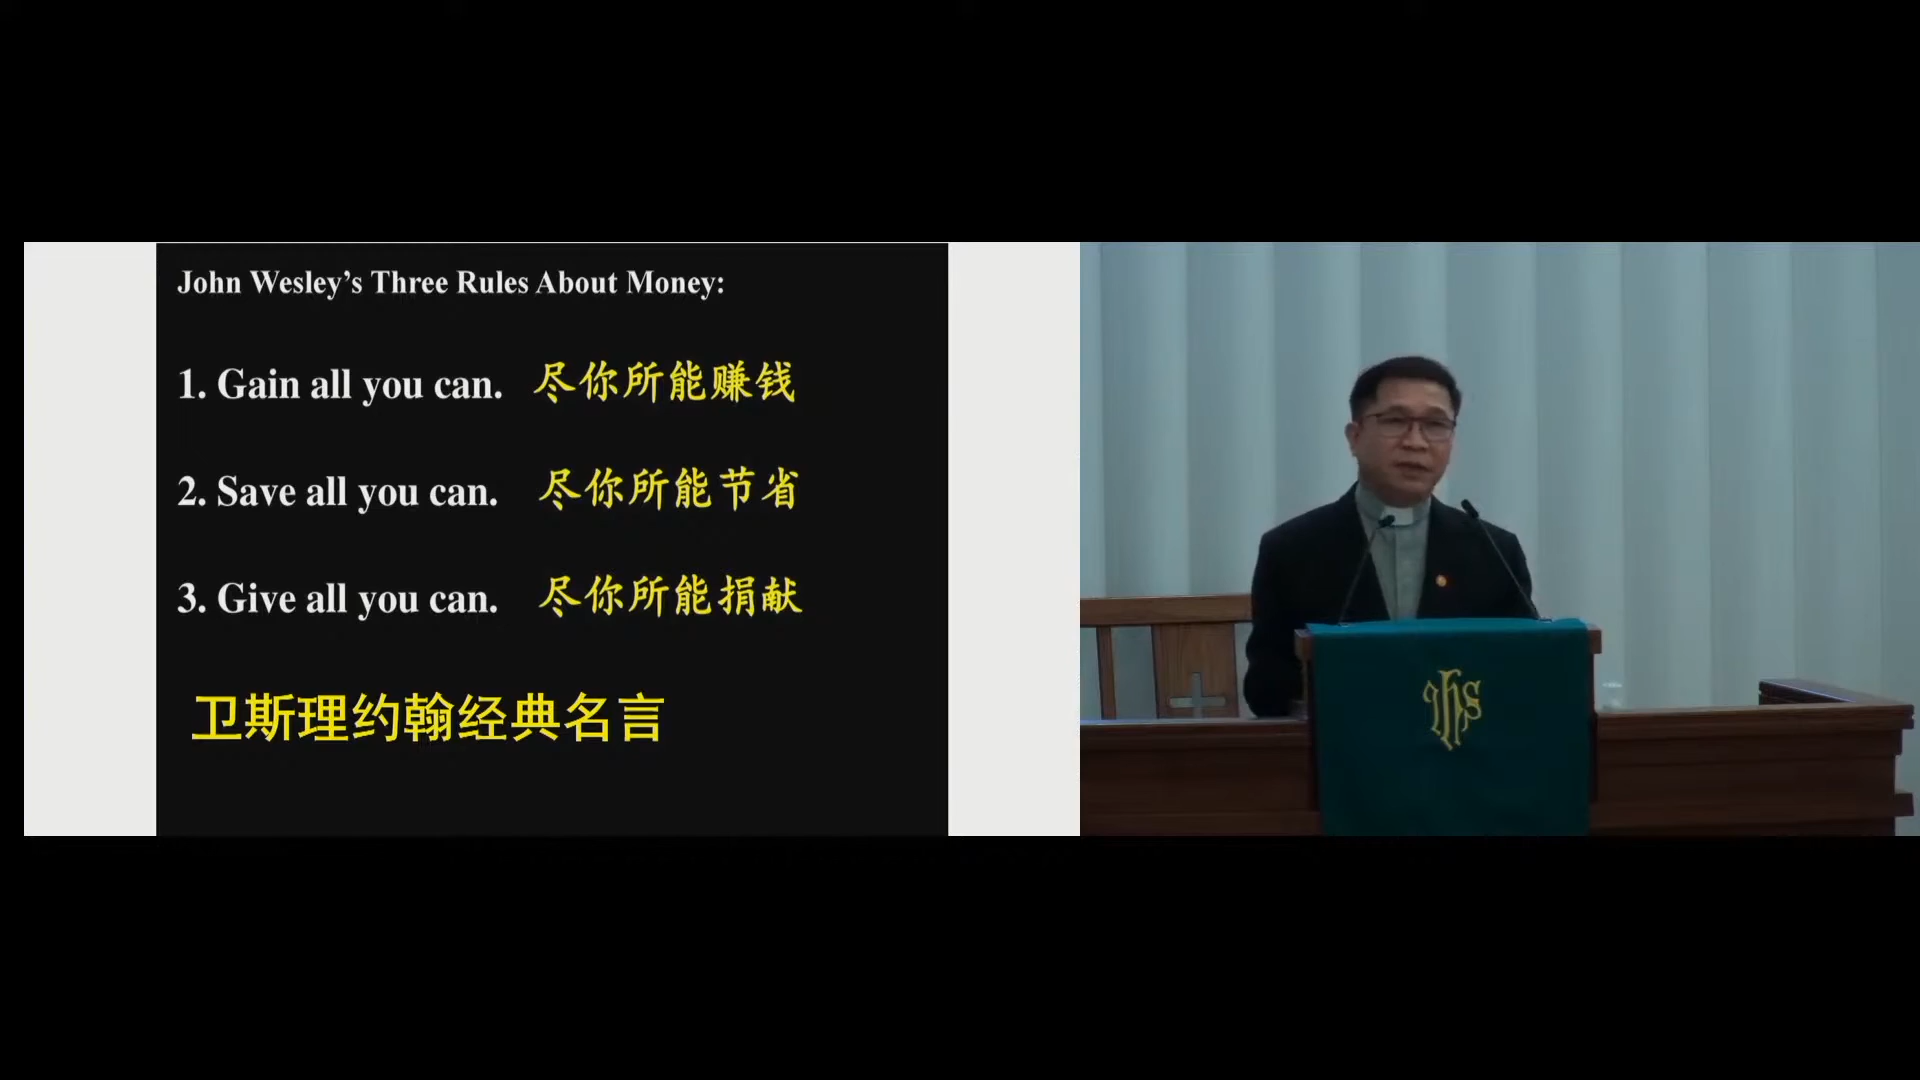 John Wesley’s Three Rules About Money:
1. Gain all you can. 尽你所能赚钱
2. Save all you can. 尽你所能节省
3. Give all you can. 尽你所能捐献
卫斯理约翰经典名言
IHS